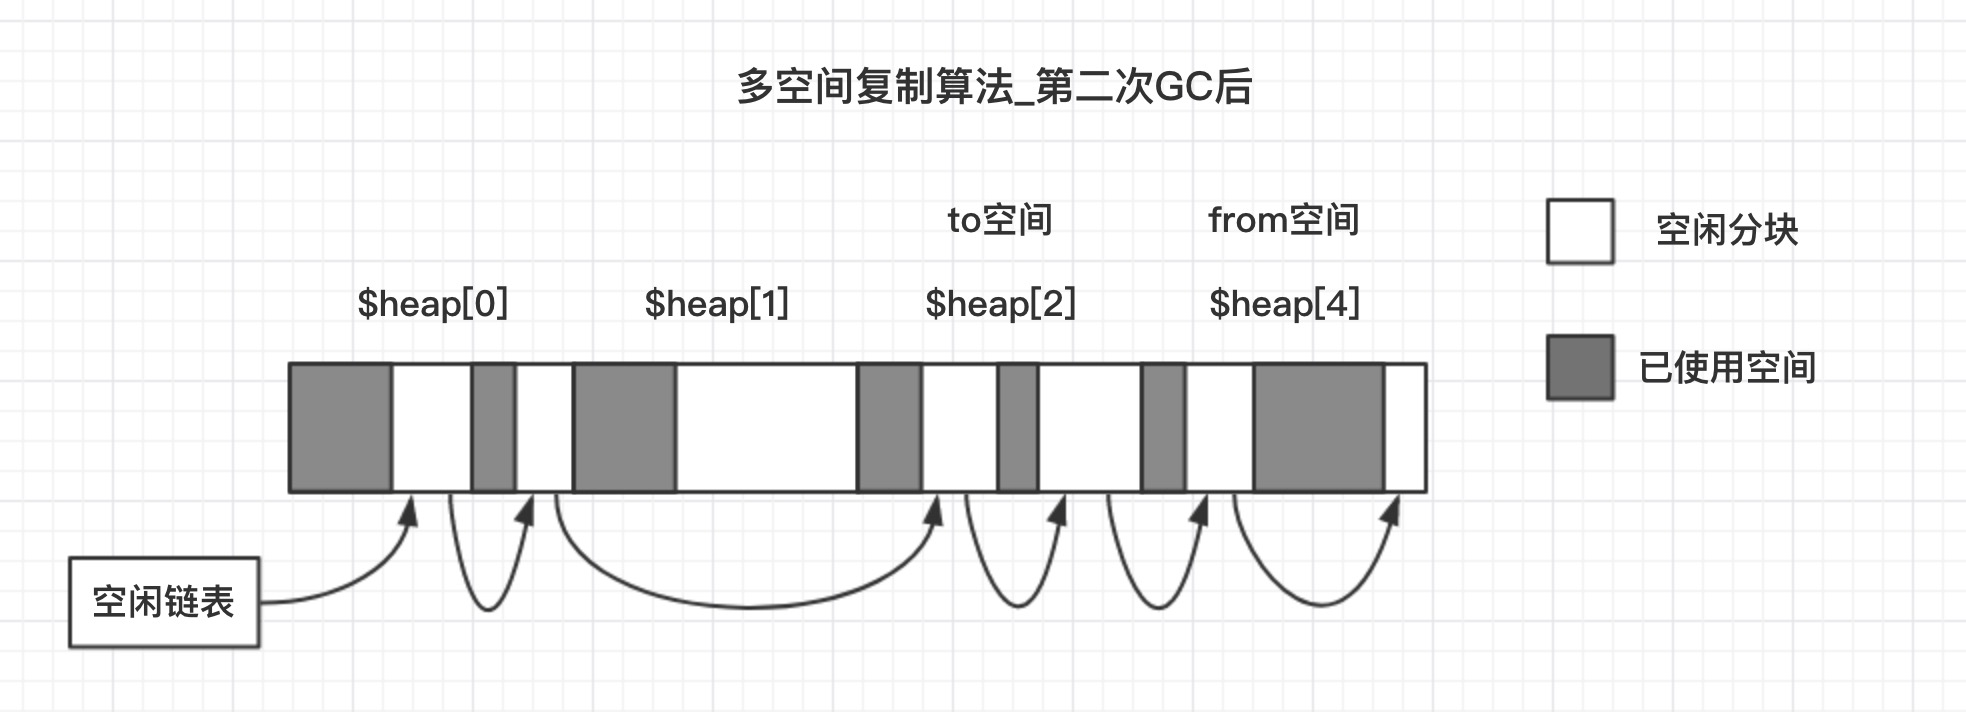 多空间复制算法_第二次GC后
to空间
from空间
空闲分块
$heap[0]
$heap[1]
$heap[2]
$heap[4]
已使用空间
空闲链表